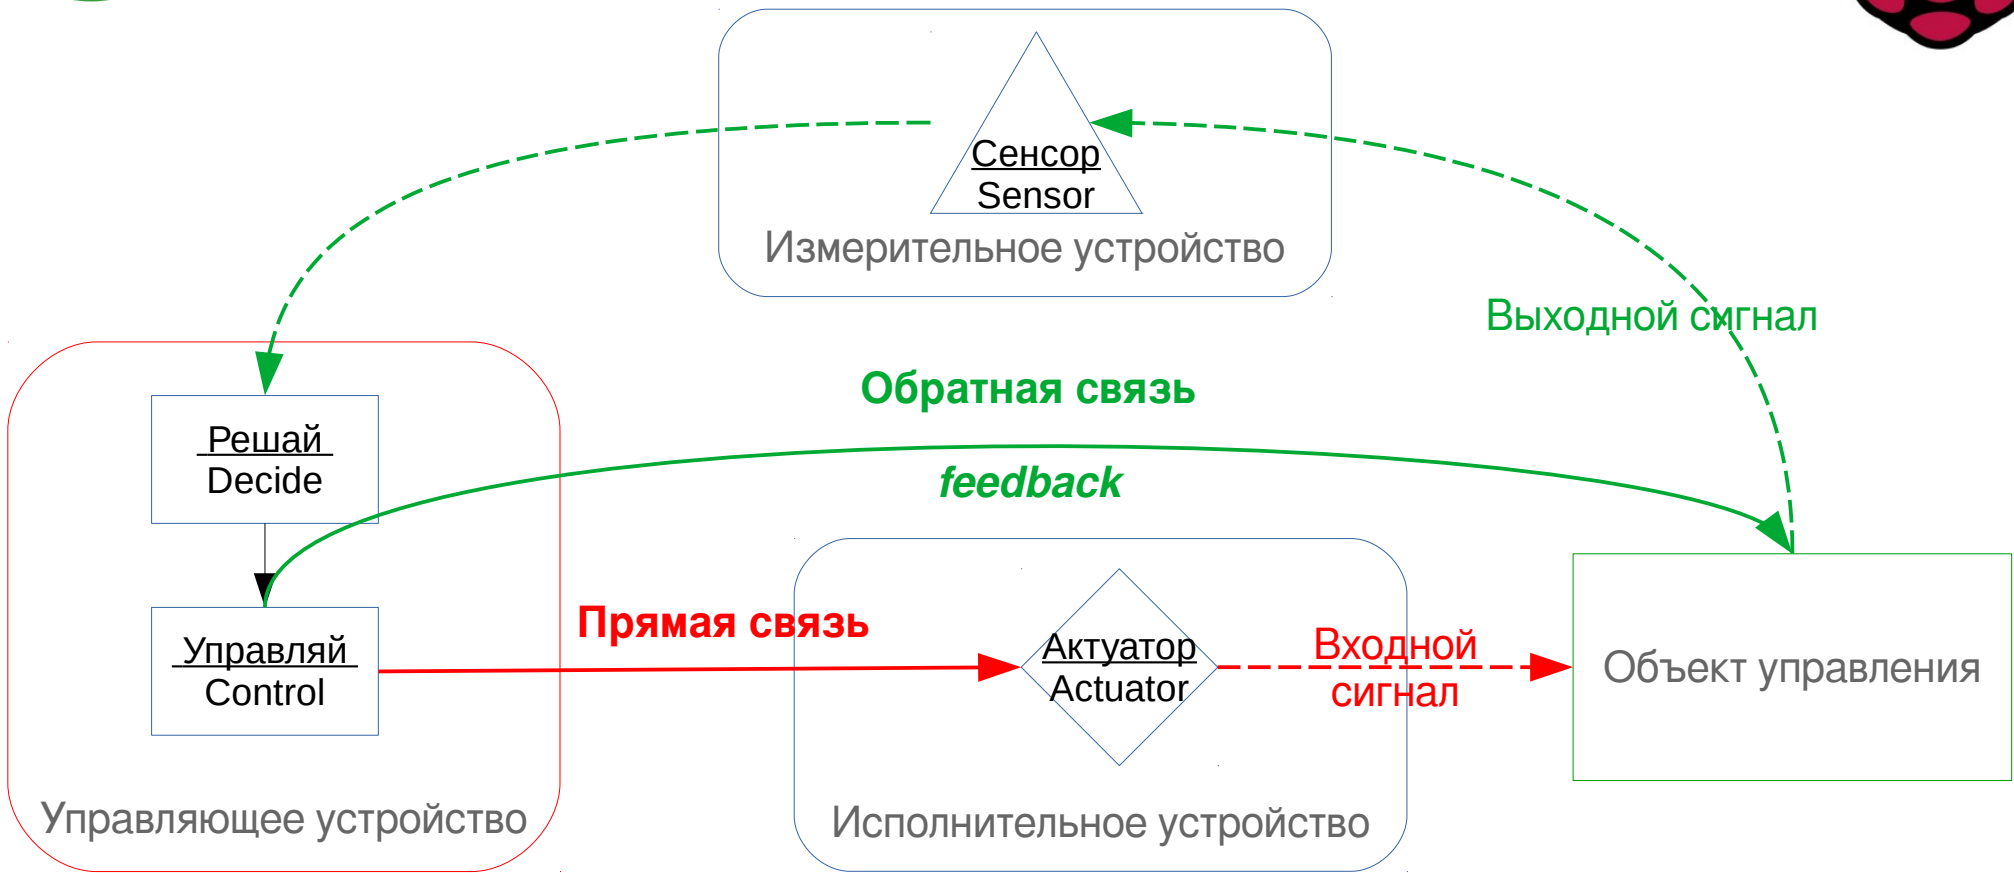 Сенсор
Sensor
Измерительное устройство
Выходной сигнал
Обратная связь
feedback
Решай
Decide
Прямая связь
Управляй
Control
Актуатор
Actuator
Входной
сигнал
Объект управления
Управляющее устройство
Исполнительное устройство